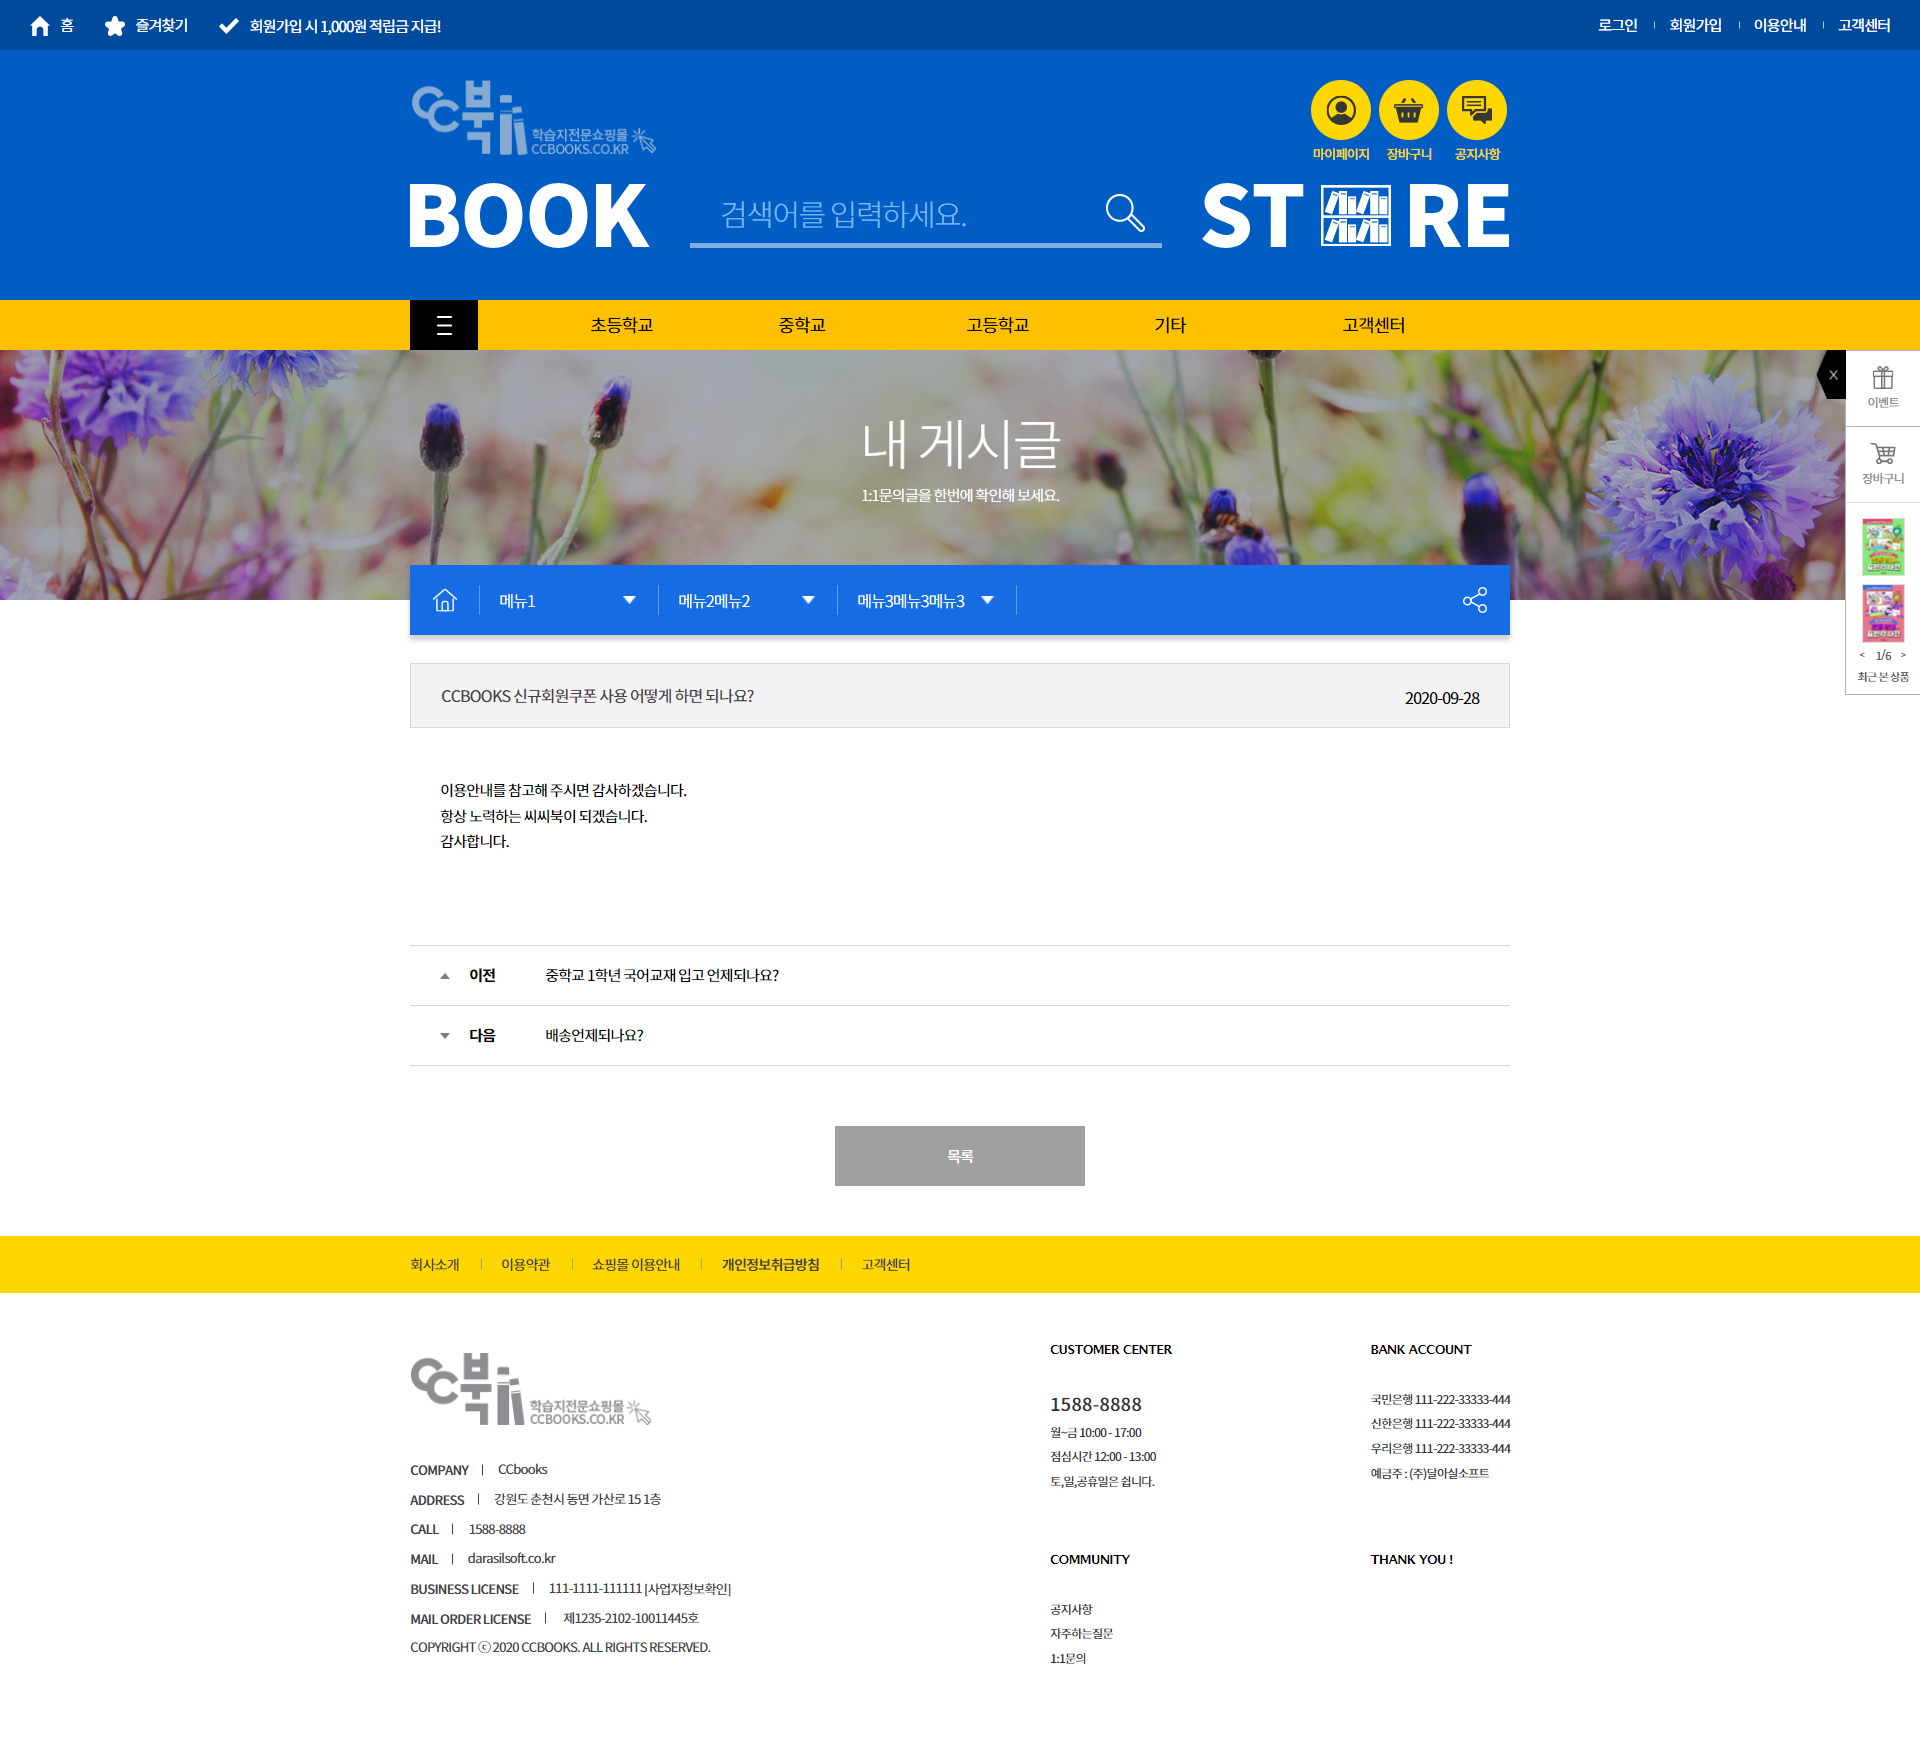 홈
즐겨찾기
회원가입 시 1,000원 적립금 지급!
로그인
회원가입
이용안내
고객센터
CC북
학습지전문쇼핑몰
CCBOOKS.CO.KR
마이페이지
장바구니
공지사항
BOOK
검색어를 입력하세요.
ST RE
초등학교
중학교
고등학교
기타
고객센터
내 게시글
1:1문의글을 한번에 확인해 보세요.
X
이벤트
장바구니
< 1/6 >
최근 본 상품
메뉴1
메뉴2메뉴2
메뉴3메뉴3메뉴3
CCBOOKS 신규회원쿠폰 사용 어떻게 하면 되나요?
2020-09-28
이용안내를 참고해 주시면 감사하겠습니다.
항상 노력하는 씨씨북이 되겠습니다.
감사합니다.
이전 중학교 1학년 국어교재 입고 언제되나요?
다음 배송언제되나요?
목록
회사소개
이용약관
쇼핑몰 이용안내
개인정보취급방침
고객센터
CC북
학습지전문쇼핑몰
CCBOOKS.CO.KR
COMPANY | CCbooks
ADDRESS | 강원도 춘천시 동면 가산로 15 1층
CALL | 1588-8888
MAIL | darasilsoft.co.kr
BUSINESS LICENSE | 111-1111-111111 [사업자정보확인]
MAIL ORDER LICENSE | 제1235-2102-10011445호
COPYRIGHT ⓒ 2020 CCBOOKS. ALL RIGHTS RESERVED.
CUSTOMER CENTER
1588-8888
월~금 10:00 - 17:00
점심시간 12:00 - 13:00
토,일,공휴일은 쉽니다.
BANK ACCOUNT
국민은행 111-222-33333-444
신한은행 111-222-33333-444
우리은행 111-222-33333-444
예금주 : (주)달아실소프트
COMMUNITY
공지사항
자주하는질문
1:1문의
THANK YOU !